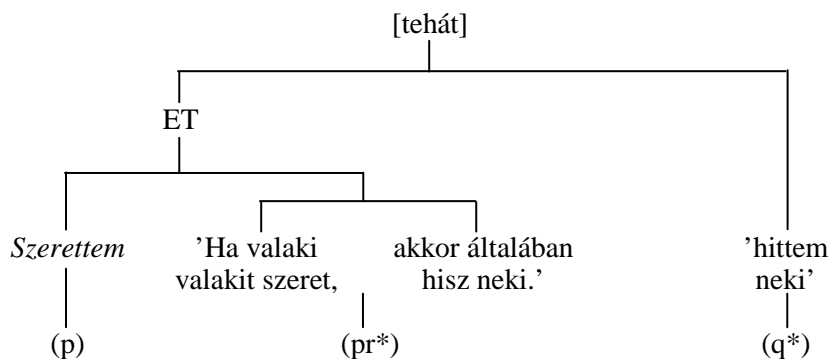 [tehát]
ET
Szerettem ’Ha valaki akkor általában ’hittem
valakit szeret, hisz neki.’ neki’
(p) (pr*) (q*)